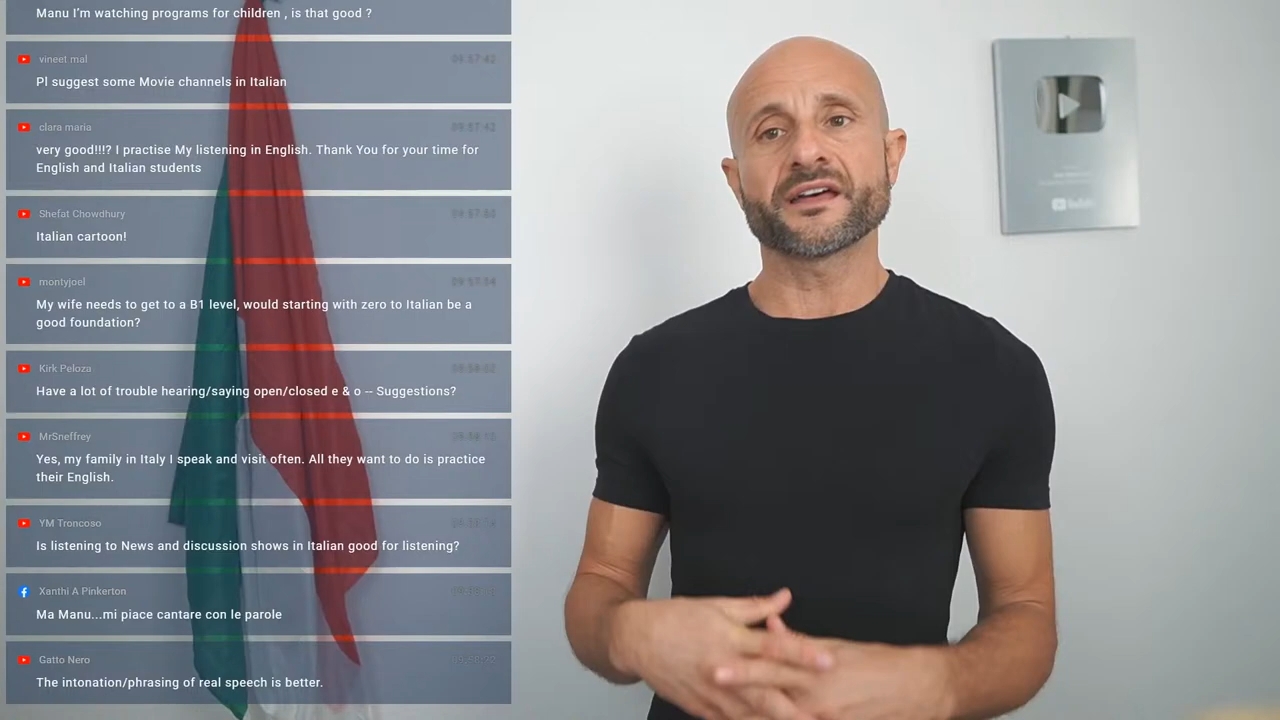 Manu I’m watching programs for children , is that good ?
vineet mal
Pl suggest some Movie channels in Italian
clara maria
very good!!!? I practise My listening in English. Thank You for your time for
English and Italian students
Shefat Chowdhury
Italian cartoon!
montyjoel
My wife needs to get to a B1 level, would starting with zero to Italian be a
good foundation?
Kirk Peloza
Have a lot of trouble hearing/saying open/closed e & o -- Suggestions?
MrSneffrey
Yes, my family in Italy I speak and visit often. All they want to do is practice
their English.
YM Troncoso
Is listening to News and discussion shows in Italian good for listening?
Xanthi A Pinkerton
Ma Manu...mi piace cantare con le parole
Gatto Nero
The intonation/phrasing of real speech is better.